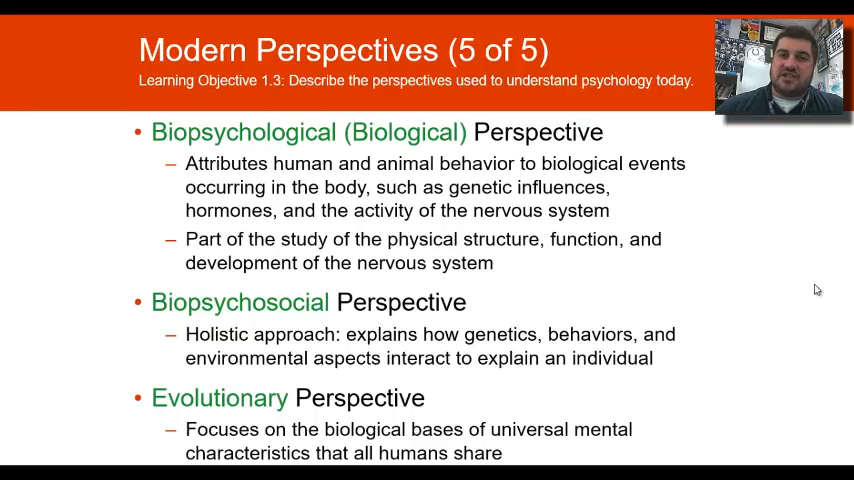 Modern Perspectives (5 of 5)
Learning Objective 1.3: Describe the perspectives used to understand psychology today.
• Biopsychological (Biological) Perspective
– Attributes human and animal behavior to biological events
occurring in the body, such as genetic influences,
hormones, and the activity of the nervous system
– Part of the study of the physical structure, function, and
development of the nervous system
• Biopsychosocial Perspective
– Holistic approach: explains how genetics, behaviors, and
environmental aspects interact to explain an individual
• Evolutionary Perspective
– Focuses on the biological bases of universal mental
characteristics that all humans share